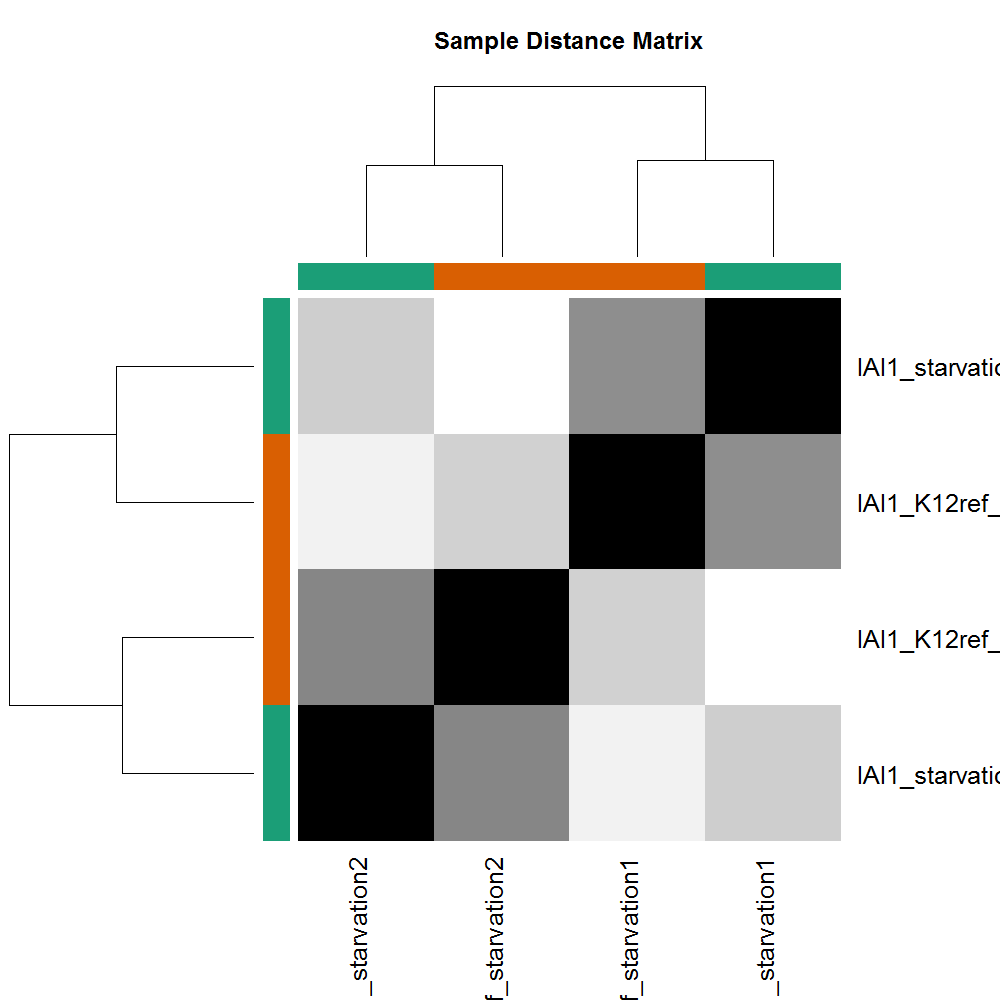 Sample Distance Matrix
IAI1_starvatio
IAI1_K12ref_
IAI1_K12ref_
IAI1_starvatio
_starvation2
f_starvation2
f_starvation1
_starvation1